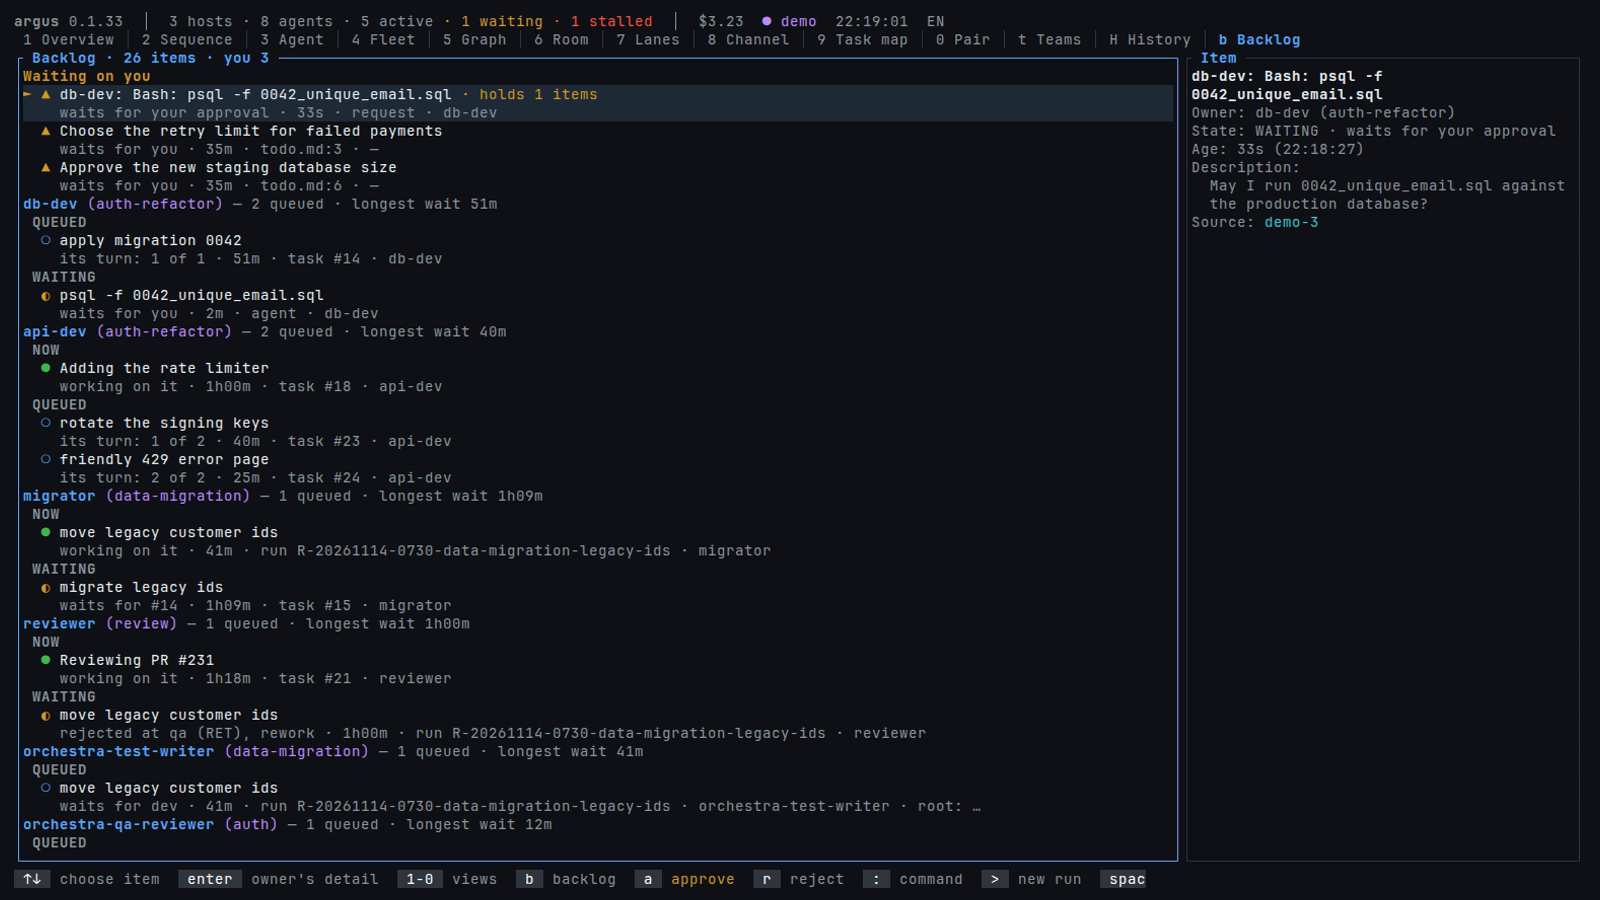 argus 0.1.33 │ 3 hosts · 8 agents · 5 active · 1 waiting · 1 stalled │ $3.23 ● demo 22:19:01 EN
1 Overview │ 2 Sequence │ 3 Agent │ 4 Fleet │ 5 Graph │ 6 Room │ 7 Lanes │ 8 Channel │ 9 Task map │ 0 Pair │ t Teams │ H History │ b Backlog
Backlog · 26 items · you 3
Waiting on you
► ▲ db-dev: Bash: psql -f 0042_unique_email.sql · holds 1 items
waits for your approval · 33s · request · db-dev
▲ Choose the retry limit for failed payments
waits for you · 35m · todo.md:3 · —
▲ Approve the new staging database size
waits for you · 35m · todo.md:6 · —
db-dev (auth-refactor) — 2 queued · longest wait 51m
QUEUED
○ apply migration 0042
its turn: 1 of 1 · 51m · task #14 · db-dev
WAITING
◐ psql -f 0042_unique_email.sql
waits for you · 2m · agent · db-dev
api-dev (auth-refactor) — 2 queued · longest wait 40m
NOW
● Adding the rate limiter
working on it · 1h00m · task #18 · api-dev
QUEUED
○ rotate the signing keys
its turn: 1 of 2 · 40m · task #23 · api-dev
○ friendly 429 error page
its turn: 2 of 2 · 25m · task #24 · api-dev
migrator (data-migration) — 1 queued · longest wait 1h09m
NOW
● move legacy customer ids
working on it · 41m · run R-20261114-0730-data-migration-legacy-ids · migrator
WAITING
◐ migrate legacy ids
waits for #14 · 1h09m · task #15 · migrator
reviewer (review) — 1 queued · longest wait 1h00m
NOW
● Reviewing PR #231
working on it · 1h18m · task #21 · reviewer
WAITING
◐ move legacy customer ids
rejected at qa (RET), rework · 1h00m · run R-20261114-0730-data-migration-legacy-ids · reviewer
orchestra-test-writer (data-migration) — 1 queued · longest wait 41m
QUEUED
○ move legacy customer ids
waits for dev · 41m · run R-20261114-0730-data-migration-legacy-ids · orchestra-test-writer · root: …
orchestra-qa-reviewer (auth) — 1 queued · longest wait 12m
QUEUED
Item
db-dev: Bash: psql -f
0042_unique_email.sql
Owner: db-dev (auth-refactor)
State: WAITING · waits for your approval
Age: 33s (22:18:27)
Description:
May I run 0042_unique_email.sql against
the production database?
Source: demo-3
↑↓ choose item enter owner's detail 1-0 views b backlog a approve r reject : command > new run spac